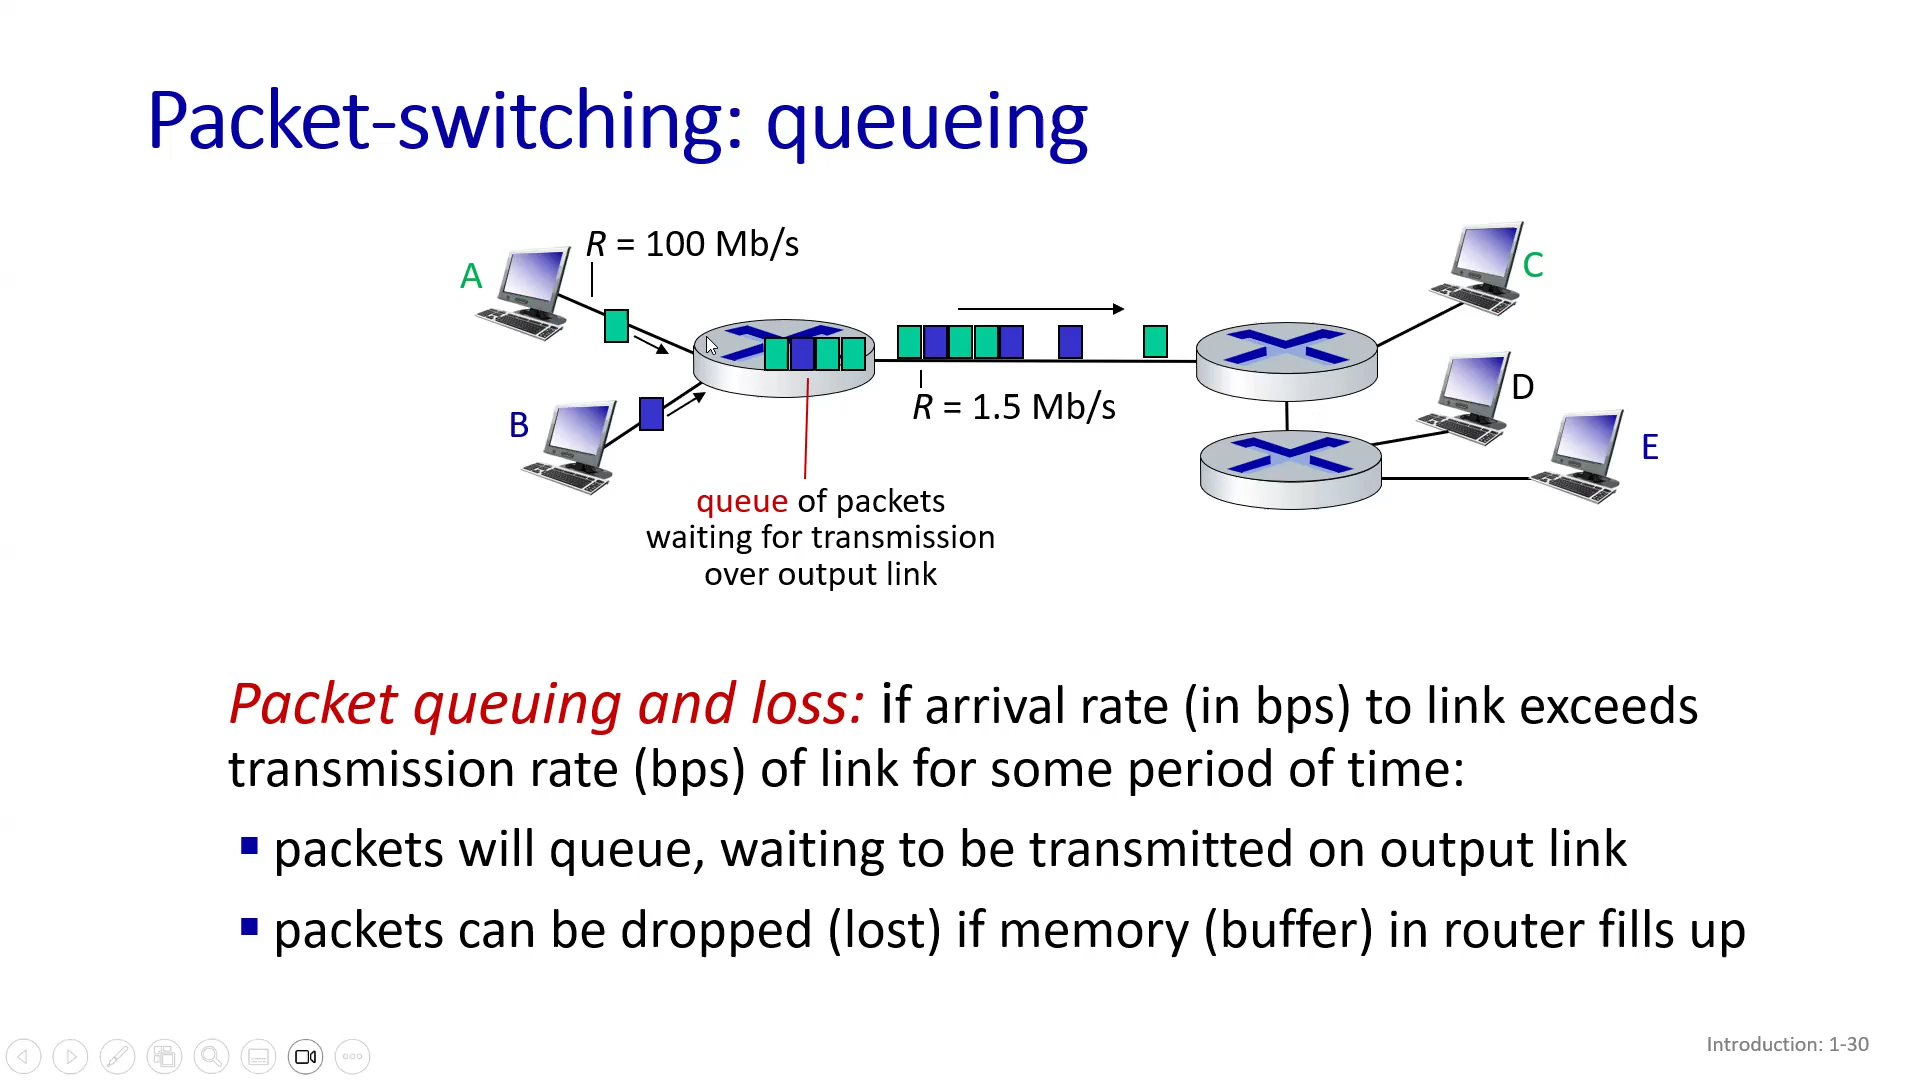 Packet-switching: queueing
R = 100 Mb/s
A
B
C
D
E
R = 1.5 Mb/s
queue of packets
waiting for transmission
over output link
Packet queuing and loss: if arrival rate (in bps) to link exceeds
transmission rate (bps) of link for some period of time:
▪ packets will queue, waiting to be transmitted on output link
▪ packets can be dropped (lost) if memory (buffer) in router fills up
Introduction: 1-30